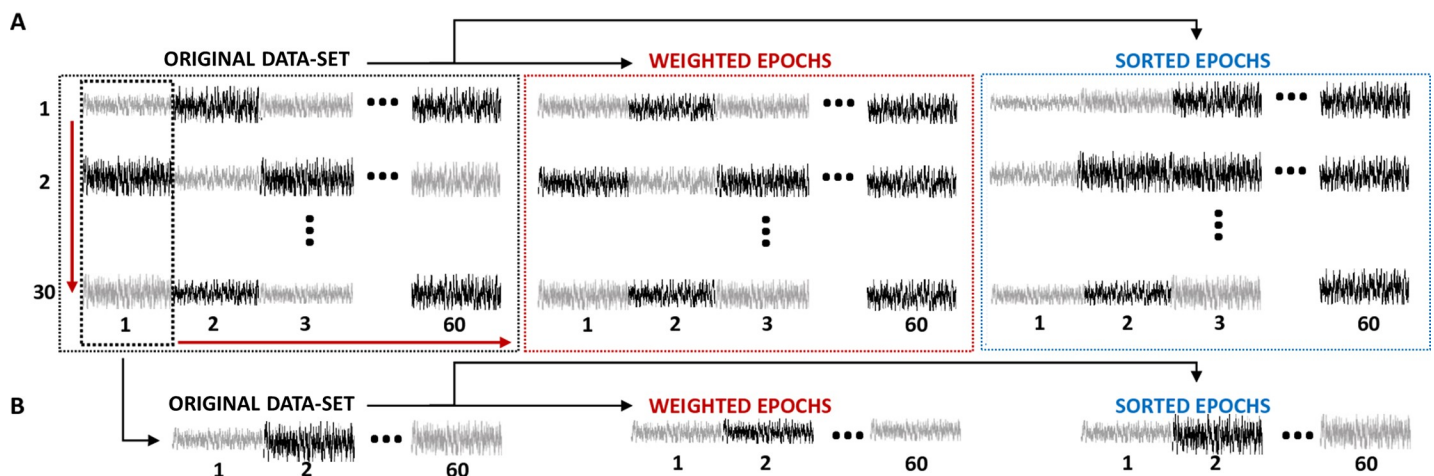 A
ORIGINAL DATA-SET
WEIGHTED EPOCHS
SORTED EPOCHS
1
2
30
1 2 3 60
1 2 3 60
1 2 3 60
B
ORIGINAL DATA-SET
WEIGHTED EPOCHS
SORTED EPOCHS
1 2 60
1 2 60
1 2 60